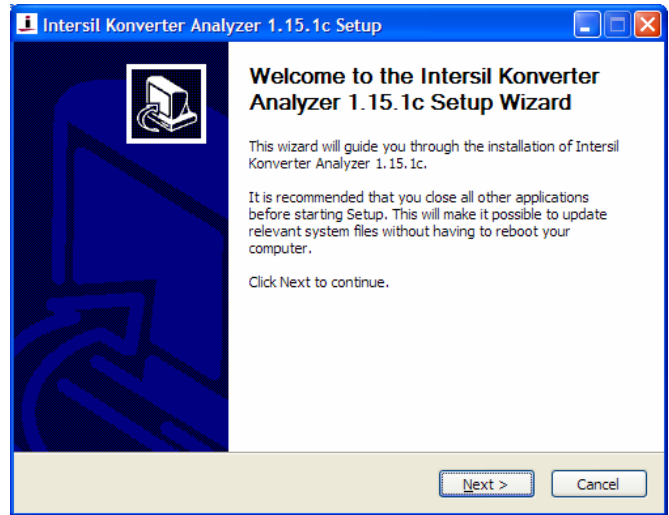 Intersil Konverter Analyzer 1.15.1c Setup
Welcome to the Intersil Konverter
Analyzer 1.15.1c Setup Wizard
This wizard will guide you through the installation of Intersil
Konverter Analyzer 1.15.1c.
It is recommended that you close all other applications
before starting Setup. This will make it possible to update
relevant system files without having to reboot your
computer.
Click Next to continue.
Next >
Cancel